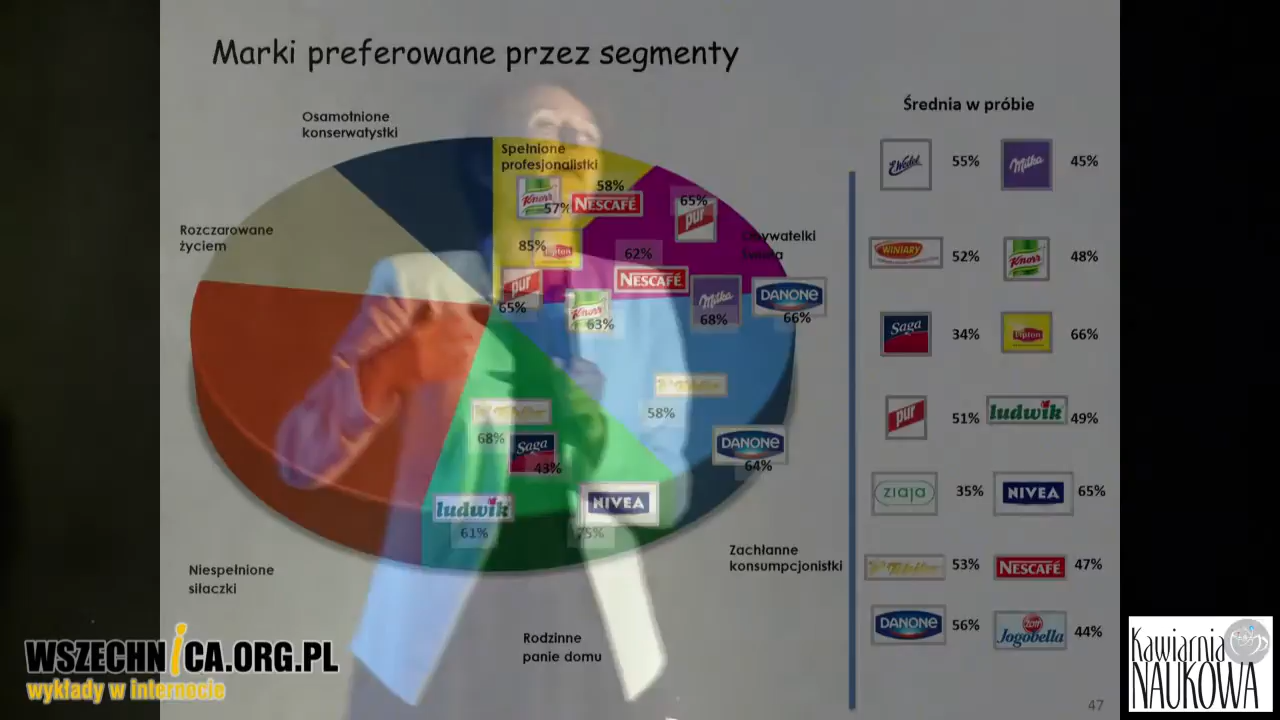 Marki preferowane przez segmenty
Osamotnione
konserwatystki
Spełnione
profesjonalistki
Knorr
57%
58%
NESCAFÉ
85%
Lipton
pur
65%
65%
pur
62%
NESCAFÉ
Knorr
63%
Milka
68%
DANONE
66%
Obywatelki
świata
Rozczarowane
życiem
58%
DANONE
64%
68%
Saga
43%
ludwik
61%
NIVEA
75%
Niespełnione
siłaczki
Zachłanne
konsumpcjonistki
Rodzinne
panie domu
Średnia w próbie
E.Wedel 55% Milka 45%
WINIARY 52% Knorr 48%
Saga 34% Lipton 66%
pur 51% ludwik 49%
ziaja 35% NIVEA 65%
53% NESCAFÉ 47%
DANONE 56% Zott Jogobella 44%
47
WSZECHNICA.ORG.PL
wykłady w internecie
Kawiarnia
NAUKOWA